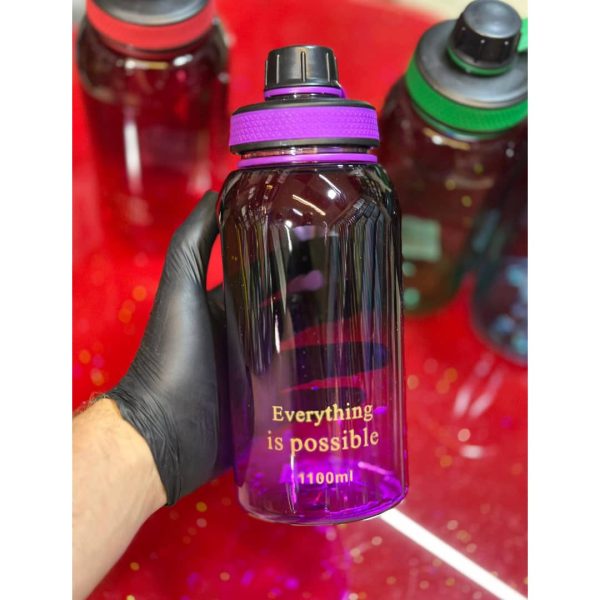 Everything
is possible
1100ml